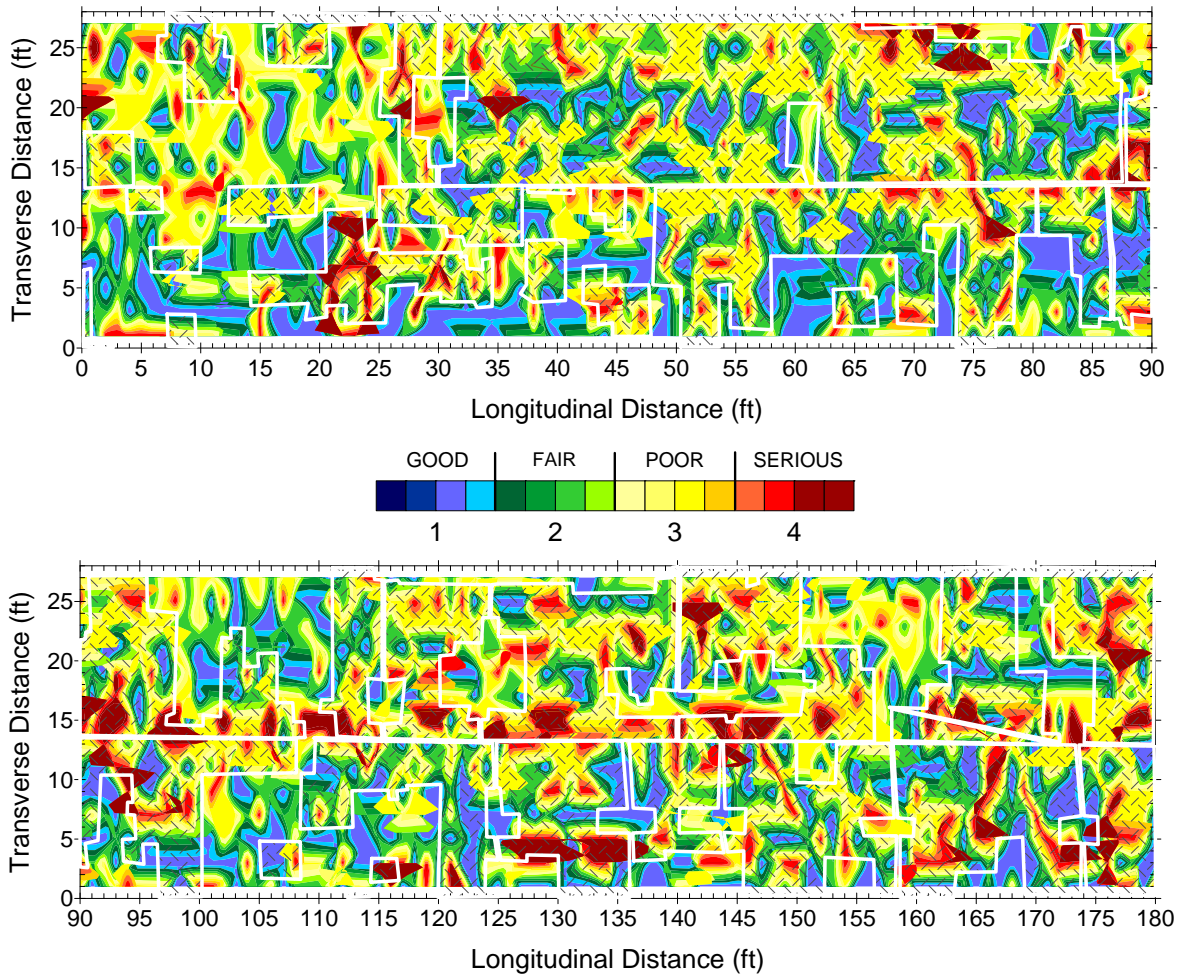 Transverse Distance (ft)
25
20
15
10
5
0
0 5 10 15 20 25 30 35 40 45 50 55 60 65 70 75 80 85 90
Longitudinal Distance (ft)
GOOD FAIR POOR SERIOUS
1 2 3 4
Transverse Distance (ft)
25
20
15
10
5
0
90 95 100 105 110 115 120 125 130 135 140 145 150 155 160 165 170 175 180
Longitudinal Distance (ft)